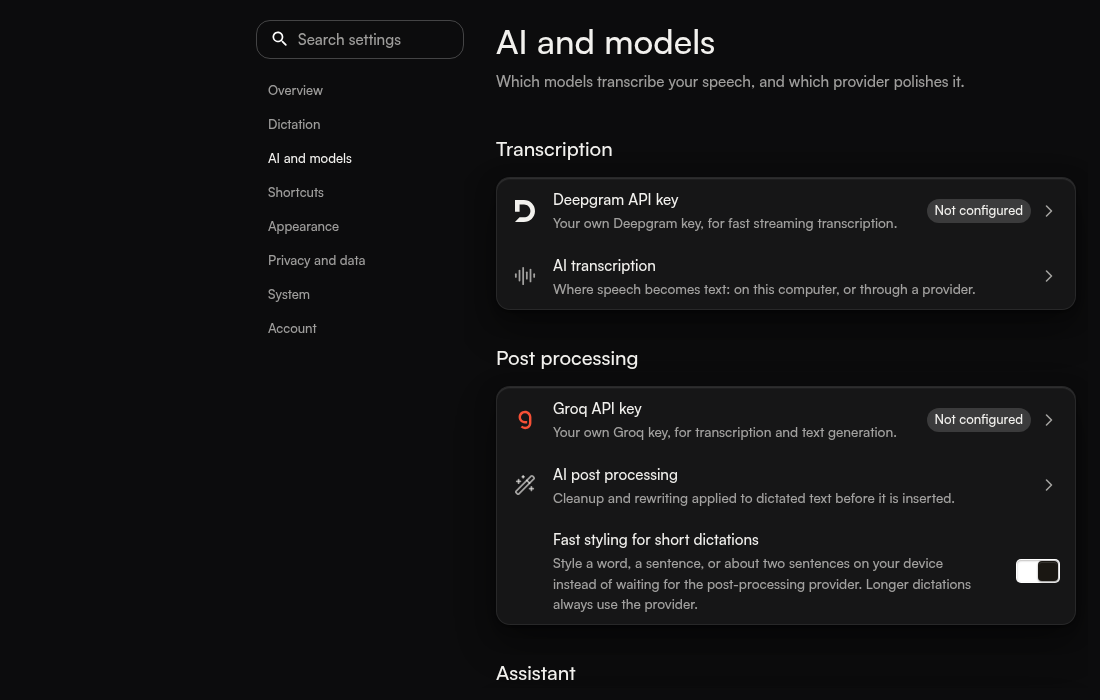 Search settings
Overview
Dictation
AI and models
Shortcuts
Appearance
Privacy and data
System
Account
AI and models
Which models transcribe your speech, and which provider polishes it.
Transcription
Deepgram API key
Your own Deepgram key, for fast streaming transcription.
Not configured
AI transcription
Where speech becomes text: on this computer, or through a provider.
Post processing
Groq API key
Your own Groq key, for transcription and text generation.
Not configured
AI post processing
Cleanup and rewriting applied to dictated text before it is inserted.
Fast styling for short dictations
Style a word, a sentence, or about two sentences on your device
instead of waiting for the post-processing provider. Longer dictations
always use the provider.
Assistant